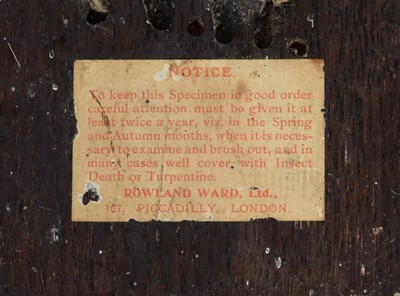 NOTICE.
To keep this Specimen in good order
careful attention must be given it at
least twice a year, viz. in the Spring
and Autumn months, when it is neces-
sary to examine and brush out, and in
many cases well cover with Insect
Death or Turpentine.
ROWLAND WARD, Ltd.,
167, PICCADILLY, LONDON.